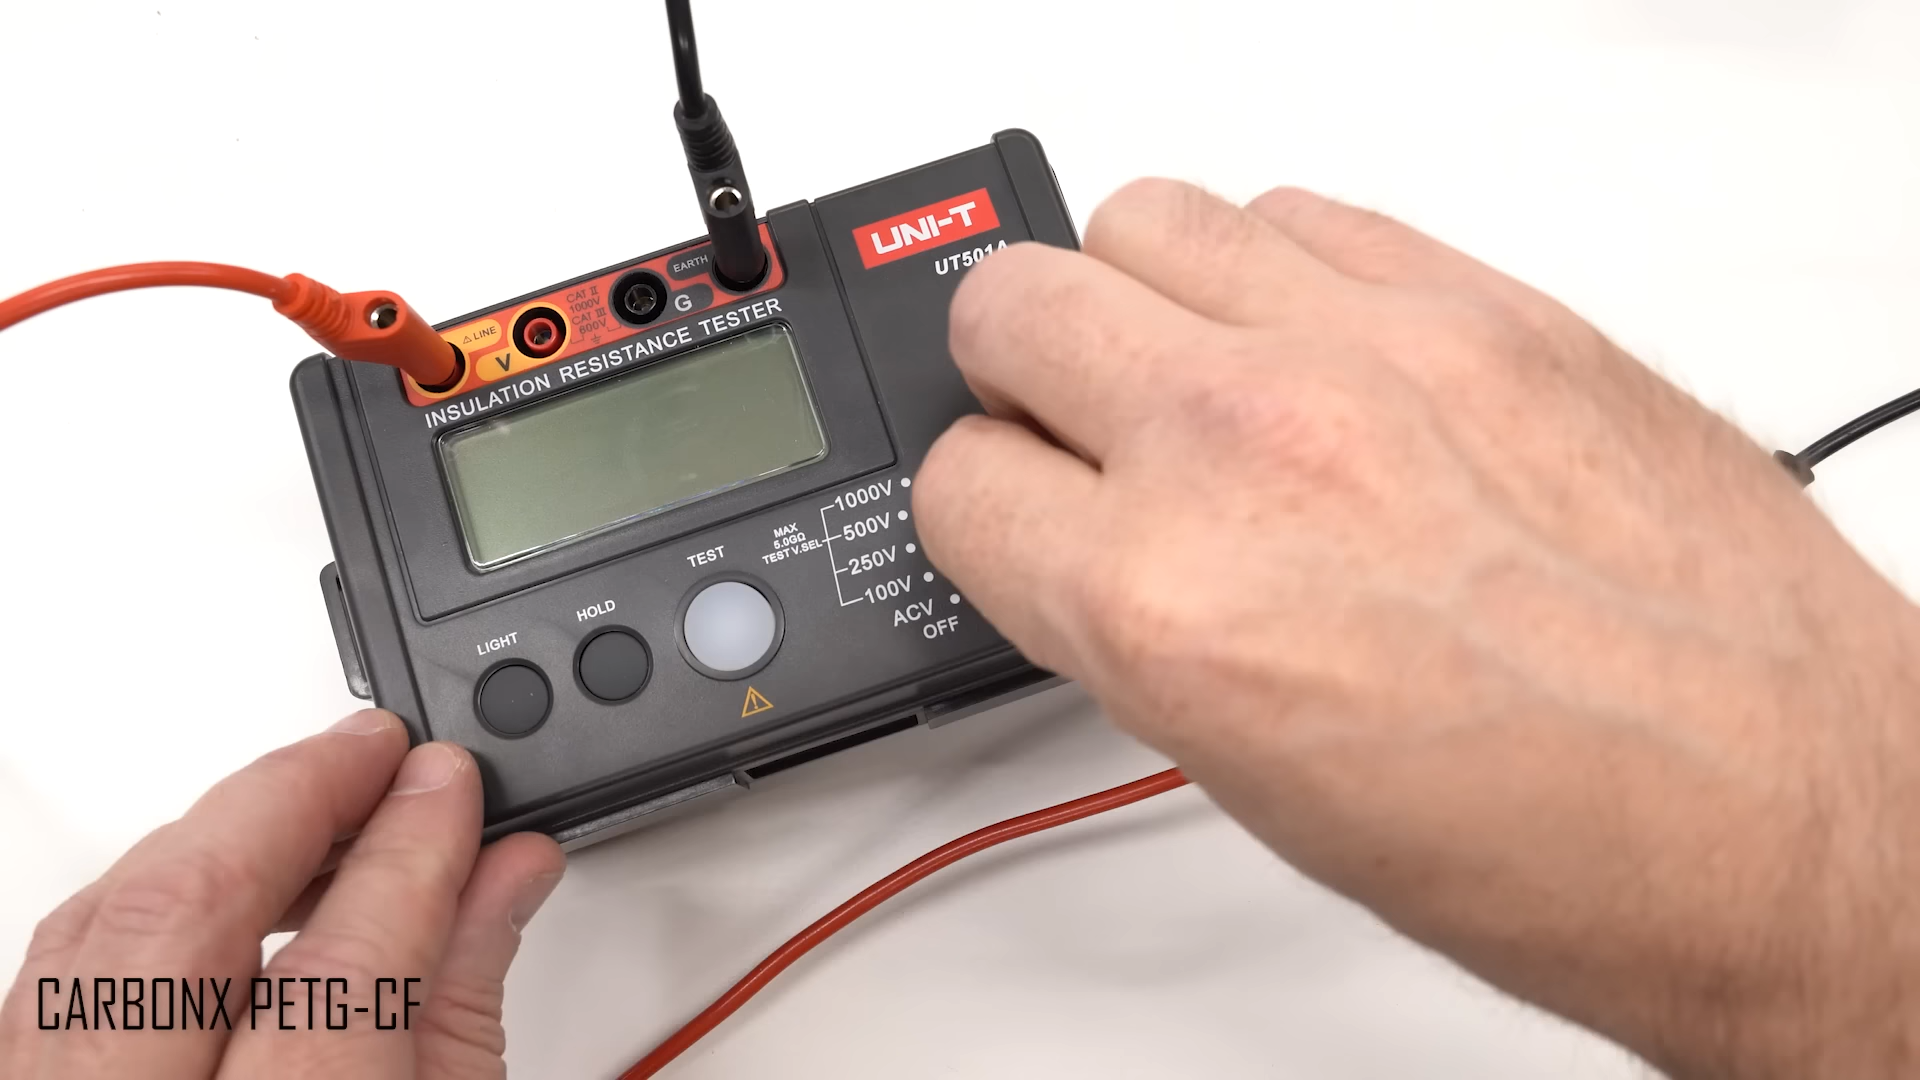 UNI-T
UT501A
EARTH
G
CAT II
1000V
CAT III
600V
LINE
V
INSULATION RESISTANCE TESTER
1000V
500V
250V
100V
MAX
5.0GΩ
TEST V.SEL
ACV
OFF
TEST
HOLD
LIGHT
CARBONX PETG-CF